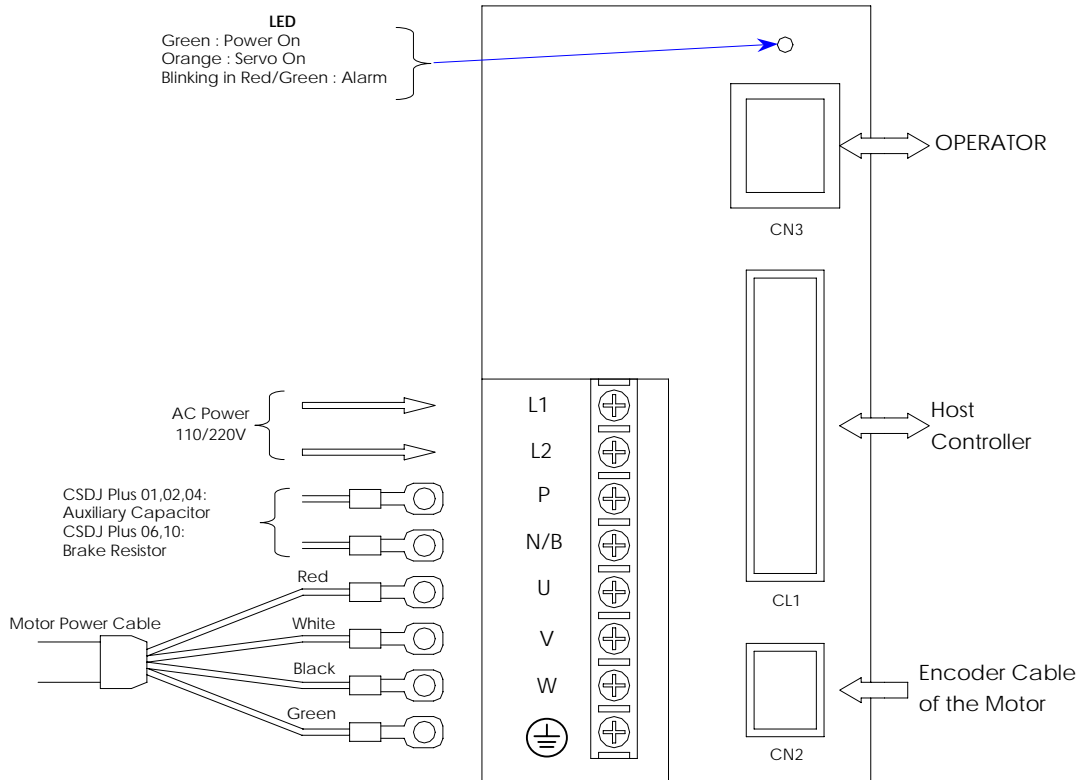 LED
Green : Power On
Orange : Servo On
Blinking in Red/Green : Alarm
OPERATOR
CN3
AC Power
110/220V
L1
L2
P
N/B
U
V
W
Host
Controller
CL1
CSDJ Plus 01,02,04:
Auxiliary Capacitor
CSDJ Plus 06,10:
Brake Resistor
Motor Power Cable
Red
White
Black
Green
Encoder Cable
of the Motor
CN2